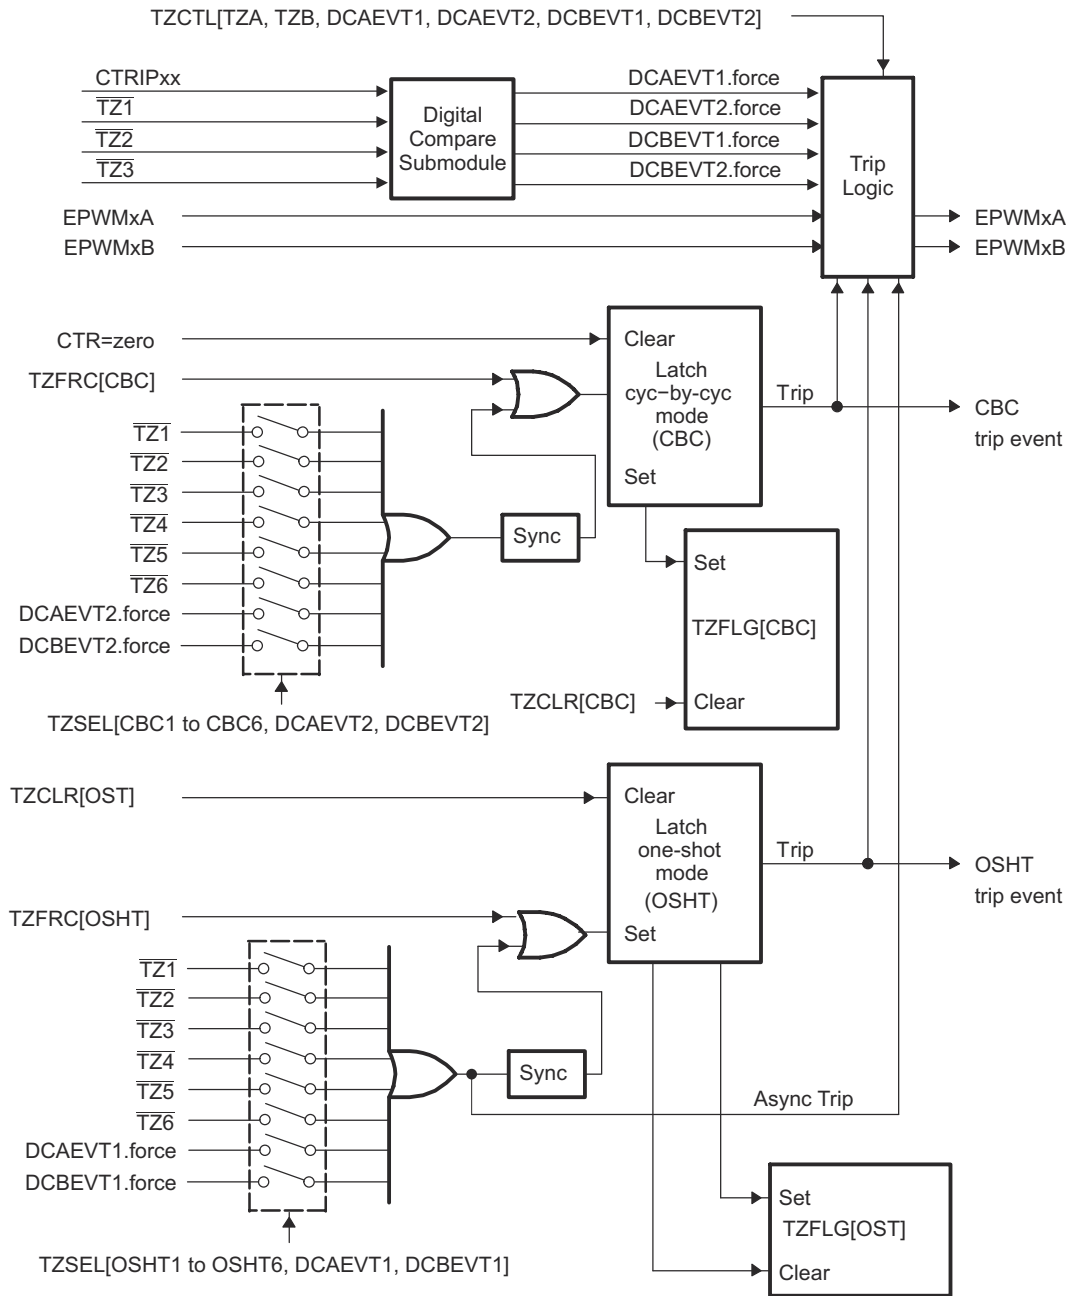 TZCTL[TZA, TZB, DCAEVT1, DCAEVT2, DCBEVT1, DCBEVT2]
CTRIPxx
TZ1
TZ2
TZ3
Digital
Compare
Submodule
DCAEVT1.force
DCAEVT2.force
DCBEVT1.force
DCBEVT2.force
Trip
Logic
EPWMxA
EPWMxB
EPWMxA
EPWMxB
CTR=zero
TZFRC[CBC]
Clear
Latch
cyc−by-cyc
mode
(CBC)
Set
Trip
CBC
trip event
TZ1
TZ2
TZ3
TZ4
TZ5
TZ6
DCAEVT2.force
DCBEVT2.force
Sync
Set
TZFLG[CBC]
Clear
TZCLR[CBC]
TZSEL[CBC1 to CBC6, DCAEVT2, DCBEVT2]
TZCLR[OST]
TZFRC[OSHT]
Clear
Latch
one-shot
mode
(OSHT)
Set
Trip
OSHT
trip event
TZ1
TZ2
TZ3
TZ4
TZ5
TZ6
DCAEVT1.force
DCBEVT1.force
Sync
Async Trip
Set
TZFLG[OST]
Clear
TZSEL[OSHT1 to OSHT6, DCAEVT1, DCBEVT1]